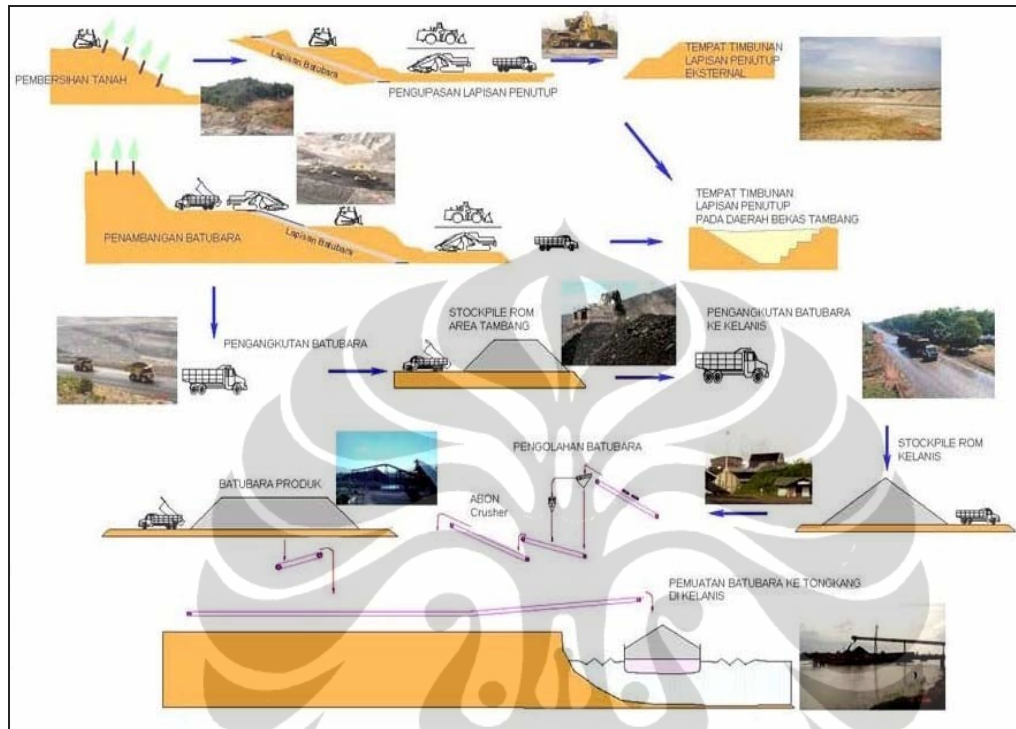 PEMBERSIHAN TANAH
Lapisan Batubara
PENGUPASAN LAPISAN PENUTUP
TEMPAT TIMBUNAN
LAPISAN PENUTUP
EKSTERNAL
PENAMBANGAN BATUBARA
Lapisan Batubara
TEMPAT TIMBUNAN
LAPISAN PENUTUP
PADA DAERAH BEKAS TAMBANG
PENGANGKUTAN BATUBARA
STOCKPILE ROM
AREA TAMBANG
PENGANGKUTAN BATUBARA
KE KELANIS
STOCKPILE ROM
KELANIS
PENGOLAHAN BATUBARA
ABON
Crusher
BATUBARA PRODUK
PEMUATAN BATUBARA KE TONGKANG
DI KELANIS